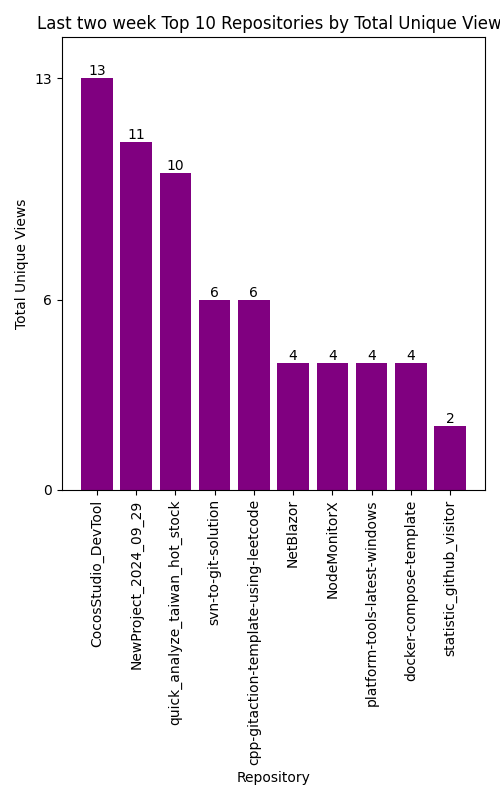 Last two week Top 10 Repositories by Total Unique View
13
11
10
6
6
4
4
4
4
2
13
6
0
Total Unique Views
CocosStudio_DevTool
NewProject_2024_09_29
quick_analyze_taiwan_hot_stock
svn-to-git-solution
cpp-gitaction-template-using-leetcode
NetBlazor
NodeMonitorX
platform-tools-latest-windows
docker-compose-template
statistic_github_visitor
Repository